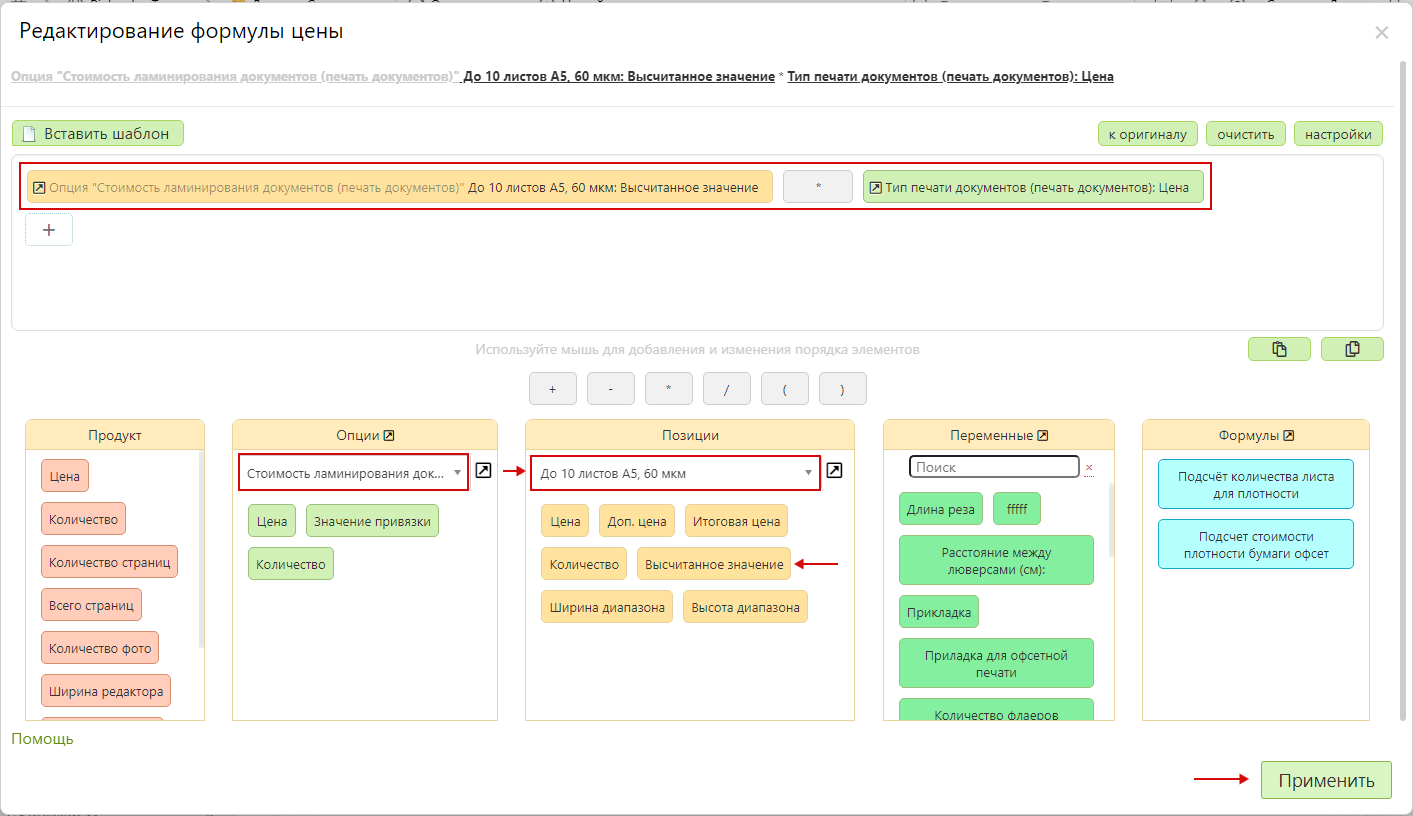 Редактирование формулы цены
×
Опция "Стоимость ламинирования документов (печать документов)" До 10 листов А5, 60 мкм: Высчитанное значение * Тип печати документов (печать документов): Цена
Вставить шаблон
к оригиналу
очистить
настройки
Опция "Стоимость ламинирования документов (печать документов)" До 10 листов А5, 60 мкм: Высчитанное значение
*
Тип печати документов (печать документов): Цена
+
Используйте мышь для добавления и изменения порядка элементов
+ - * / ( )
Продукт
Цена
Количество
Количество страниц
Всего страниц
Количество фото
Ширина редактора
Опции
Стоимость ламинирования док...
Цена
Значение привязки
Количество
Позиции
До 10 листов А5, 60 мкм
Цена
Доп. цена
Итоговая цена
Количество
Высчитанное значение
Ширина диапазона
Высота диапазона
Переменные
Поиск
×
Длина реза
fffff
Расстояние между
люверсами (см):
Прикладка
Приладка для офсетной
печати
Количество флаеров
Формулы
Подсчёт количества листа
для плотности
Подсчет стоимости
плотности бумаги офсет
Помощь
Применить